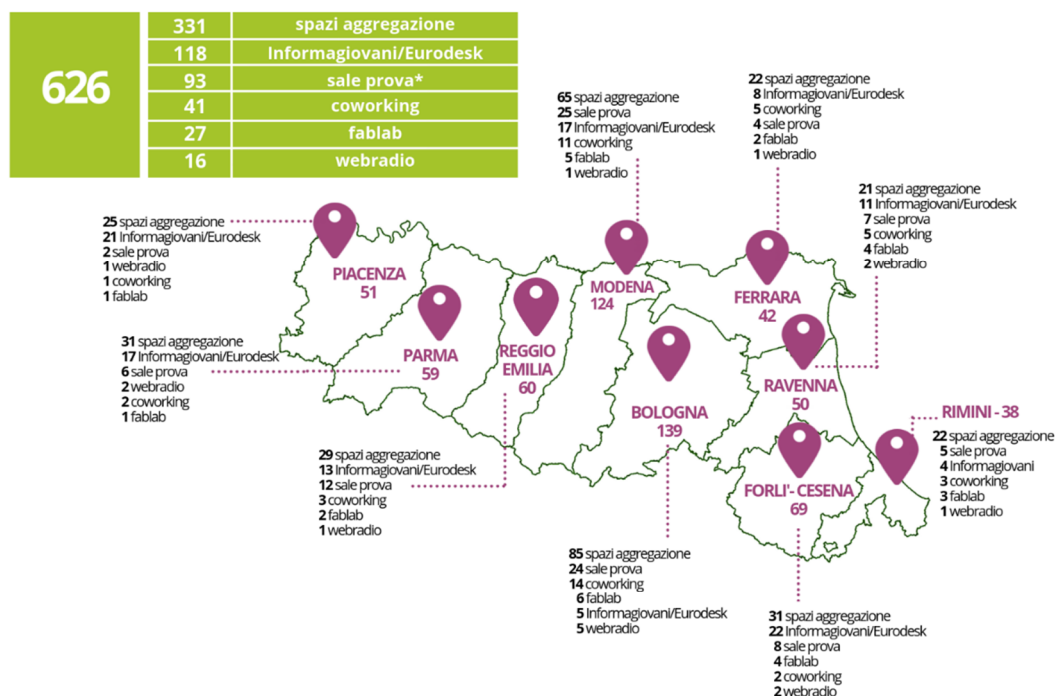 626
331 spazi aggregazione
118 Informagiovani/Eurodesk
93 sale prova*
41 coworking
27 fablab
16 webradio
25 spazi aggregazione
21 Informagiovani/Eurodesk
2 sale prova
1 webradio
1 coworking
1 fablab
PIACENZA
51
31 spazi aggregazione
17 Informagiovani/Eurodesk
6 sale prova
2 webradio
2 coworking
1 fablab
PARMA
59
29 spazi aggregazione
13 Informagiovani/Eurodesk
12 sale prova
3 coworking
2 fablab
1 webradio
REGGIO
EMILIA
60
65 spazi aggregazione
25 sale prova
17 Informagiovani/Eurodesk
11 coworking
5 fablab
1 webradio
MODENA
124
85 spazi aggregazione
24 sale prova
14 coworking
6 fablab
5 Informagiovani/Eurodesk
5 webradio
BOLOGNA
139
22 spazi aggregazione
8 Informagiovani/Eurodesk
5 coworking
4 sale prova
2 fablab
1 webradio
FERRARA
42
21 spazi aggregazione
11 Informagiovani/Eurodesk
7 sale prova
5 coworking
4 fablab
2 webradio
RAVENNA
50
31 spazi aggregazione
22 Informagiovani/Eurodesk
8 sale prova
4 fablab
2 coworking
2 webradio
FORLI'- CESENA
69
RIMINI - 38
22 spazi aggregazione
5 sale prova
4 Informagiovani
3 coworking
3 fablab
1 webradio